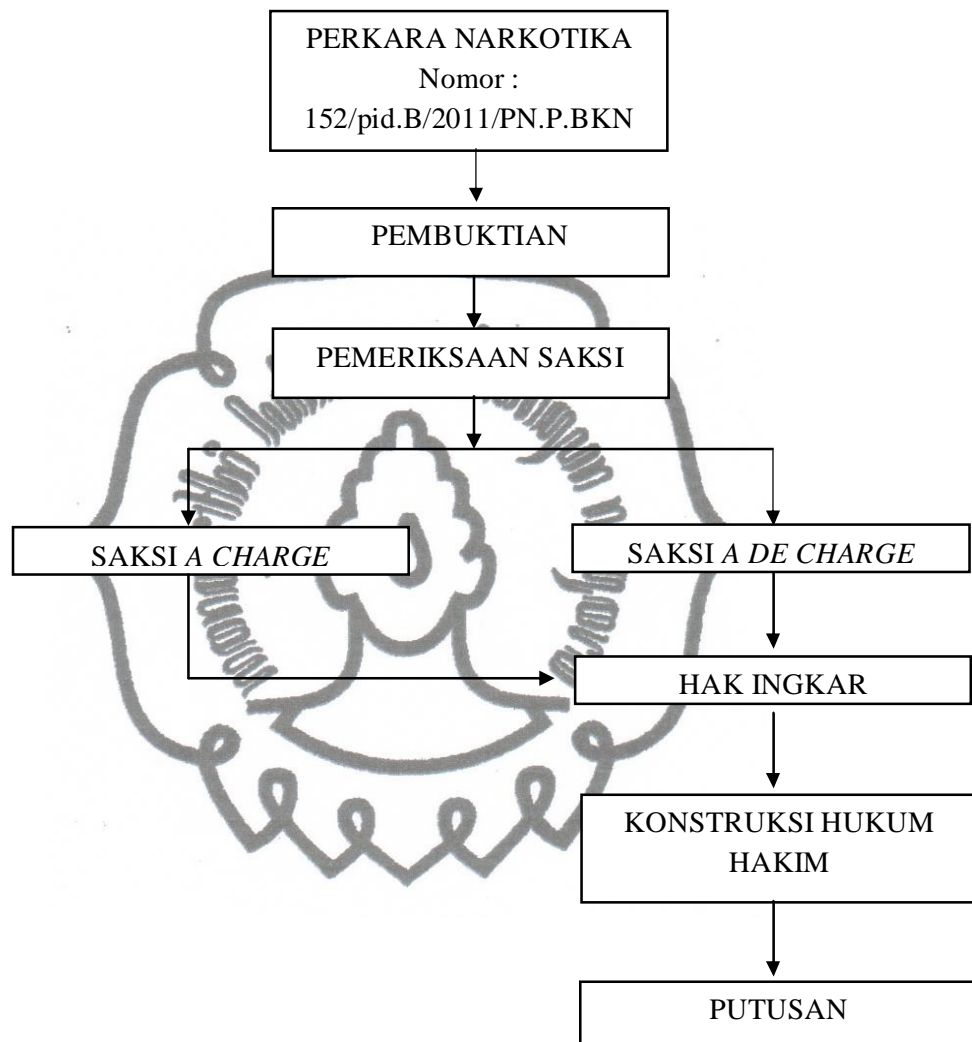 PERKARA NARKOTIKA
Nomor :
152/pid.B/2011/PN.P.BKN
PEMBUKTIAN
PEMERIKSAAN SAKSI
SAKSI A CHARGE
SAKSI A DE CHARGE
HAK INGKAR
KONSTRUKSI HUKUM
HAKIM
PUTUSAN